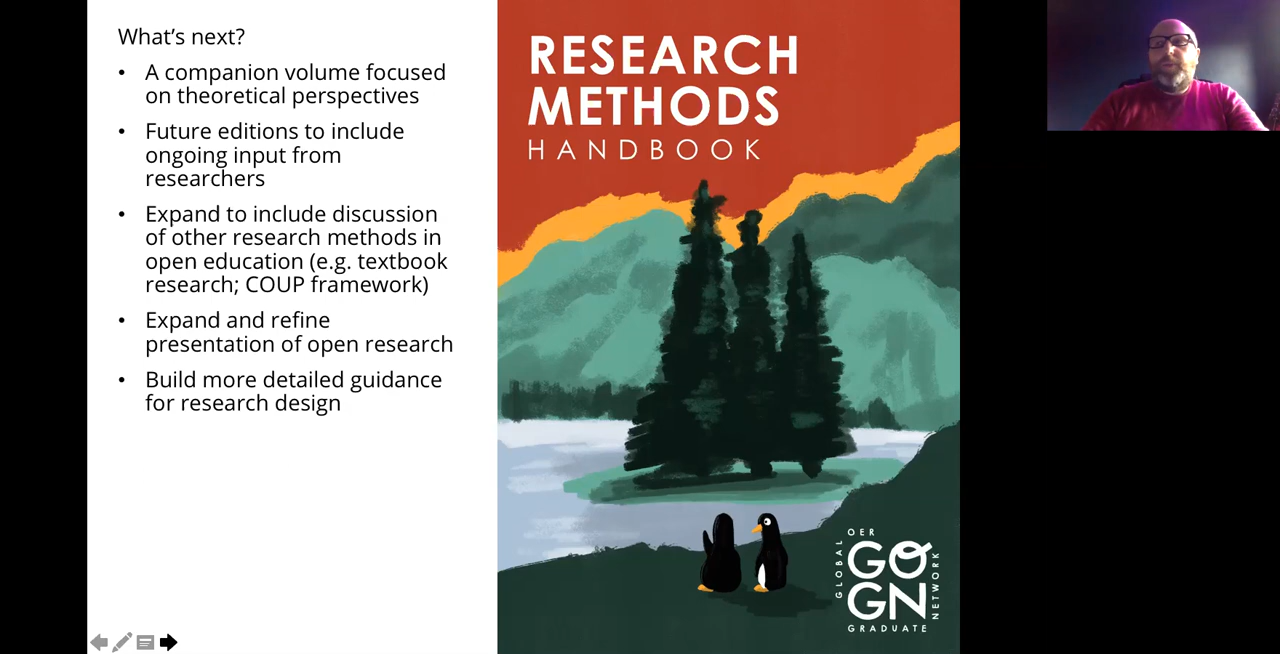 What’s next?
• A companion volume focused
on theoretical perspectives
• Future editions to include
ongoing input from
researchers
• Expand to include discussion
of other research methods in
open education (e.g. textbook
research; COUP framework)
• Expand and refine
presentation of open research
• Build more detailed guidance
for research design
RESEARCH
METHODS
HANDBOOK
OER
GLOBAL
GO
GN
NETWORK
GRADUATE